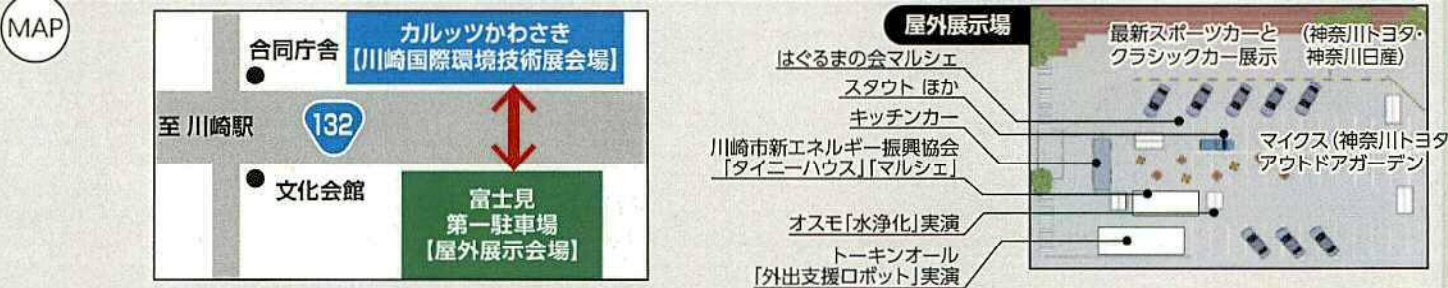 MAP
合同庁舎
カルッツかわさき
【川崎国際環境技術展会場】
至 川崎駅
132
文化会館
富士見
第一駐車場
【屋外展示会場】
屋外展示場
はぐるまの会マルシェ
スタウト ほか
キッチンカー
川崎市新エネルギー振興協会
「タイニーハウス」「マルシェ」
オスモ「水浄化」実演
トーキンオール
「外出支援ロボット」実演
最新スポーツカーと
クラシックカー展示
(神奈川トヨタ・
神奈川日産)
マイクス(神奈川トヨタ
アウトドアガーデン